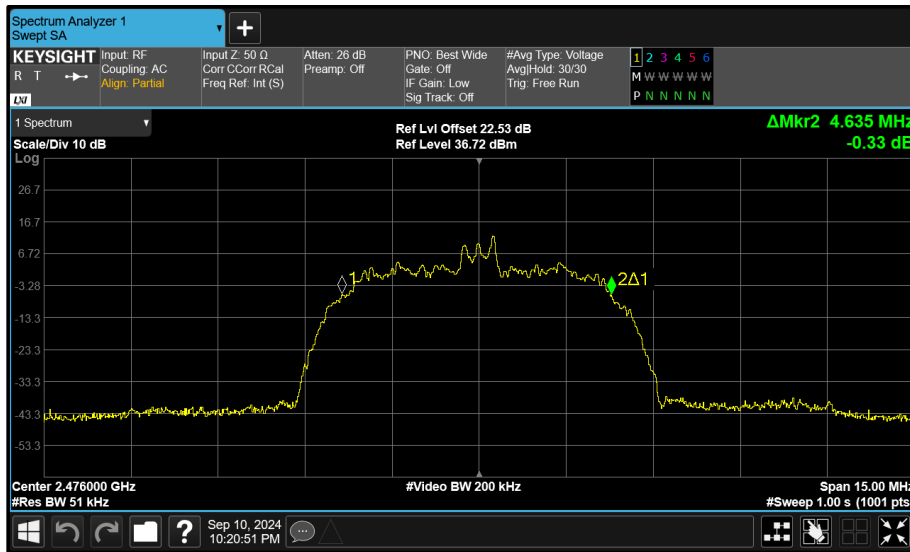 Spectrum Analyzer 1
Swept SA
KEYSIGHT
R T
LXI
Input: RF
Coupling: AC
Align: Partial
Input Z: 50 Ω
Corr CCorr RCal
Freq Ref: Int (S)
Atten: 26 dB
Preamp: Off
PNO: Best Wide
Gate: Off
IF Gain: Low
Sig Track: Off
#Avg Type: Voltage
Avg|Hold: 30/30
Trig: Free Run
1 2 3 4 5 6
M W W W W W
P N N N N N
1 Spectrum
Scale/Div 10 dB
Log
Ref Lvl Offset 22.53 dB
Ref Level 36.72 dBm
ΔMkr2 4.635 MHz
-0.33 dB
26.7
16.7
6.72
-3.28
-13.3
-23.3
-33.3
-43.3
-53.3
1
2Δ1
Center 2.476000 GHz
#Res BW 51 kHz
#Video BW 200 kHz
Span 15.00 MHz
#Sweep 1.00 s (1001 pts
Sep 10, 2024
10:20:51 PM